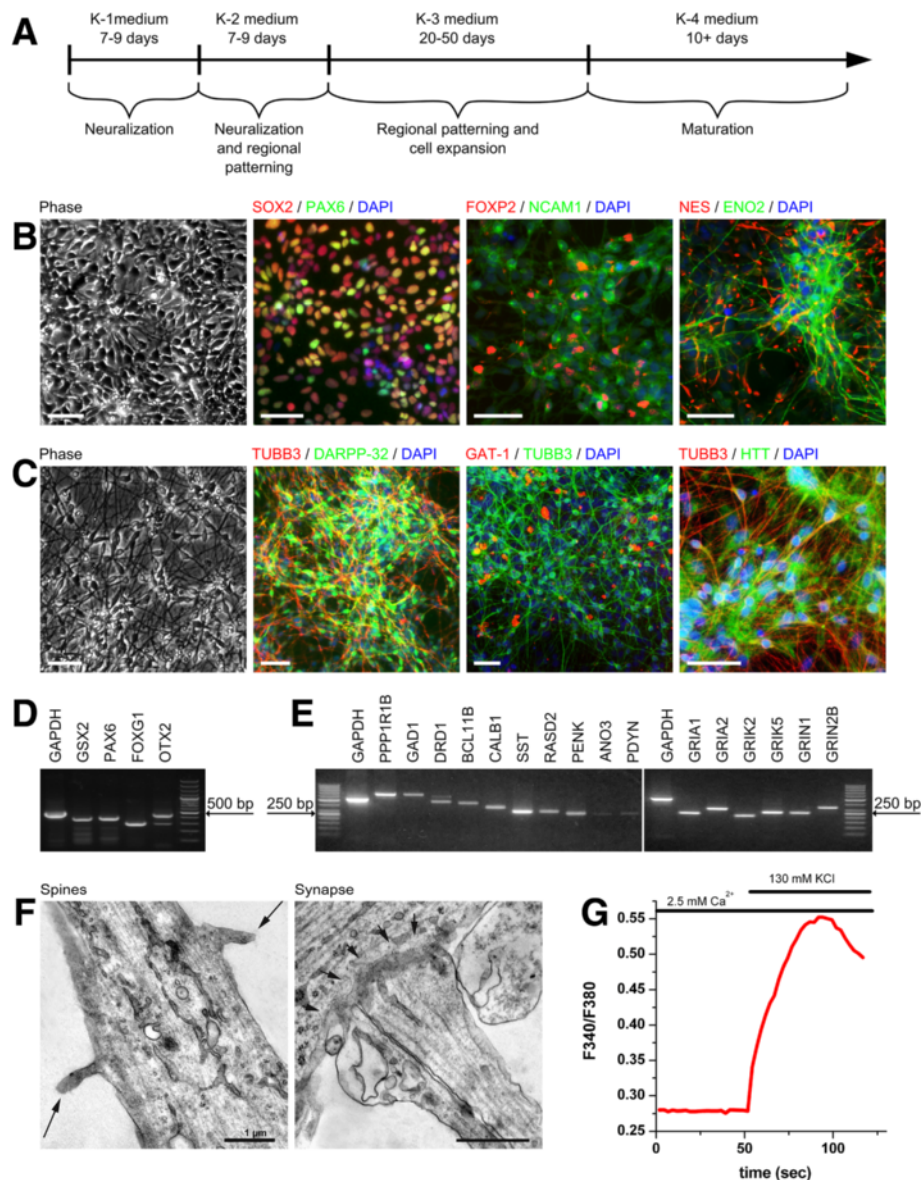 A
K-1medium
7-9 days
K-2 medium
7-9 days
K-3 medium
20-50 days
K-4 medium
10+ days
Neuralization
Neuralization
and regional
patterning
Regional patterning and
cell expansion
Maturation
B
Phase
SOX2 / PAX6 / DAPI
FOXP2 / NCAM1 / DAPI
NES / ENO2 / DAPI
C
Phase
TUBB3 / DARPP-32 / DAPI
GAT-1 / TUBB3 / DAPI
TUBB3 / HTT / DAPI
D
GAPDH
GSX2
PAX6
FOXG1
OTX2
500 bp
E
GAPDH
PPP1R1B
GAD1
DRD1
BCL11B
CALB1
SST
RASD2
PENK
ANO3
PDYN
GAPDH
GRIA1
GRIA2
GRIK2
GRIK5
GRIN1
GRIN2B
250 bp
250 bp
F
Spines
1 µm
Synapse
G
130 mM KCl
2.5 mM Ca²⁺
0.55
0.50
0.45
0.40
0.35
0.30
0.25
F340/F380
0
50
100
time (sec)